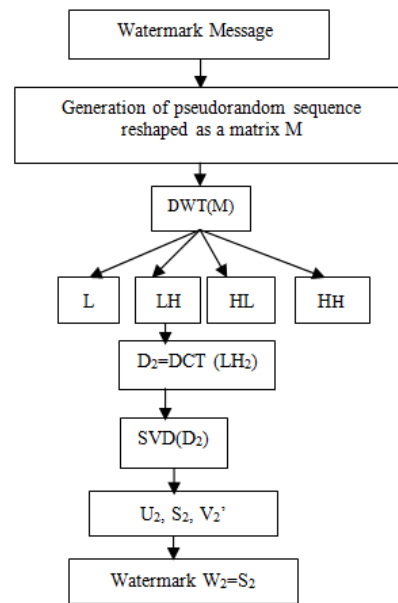 Watermark Message
Generation of pseudorandom sequence
reshaped as a matrix M
DWT(M)
L LH HL HH
D₂=DCT (LH₂)
SVD(D₂)
U₂, S₂, V₂’
Watermark W₂=S₂